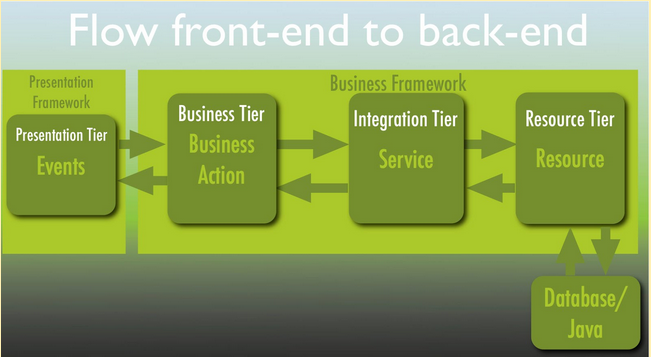 Flow front-end to back-end
Presentation
Framework
Business Framework
Presentation Tier
Events
Business Tier
Business
Action
Integration Tier
Service
Resource Tier
Resource
Database/
Java